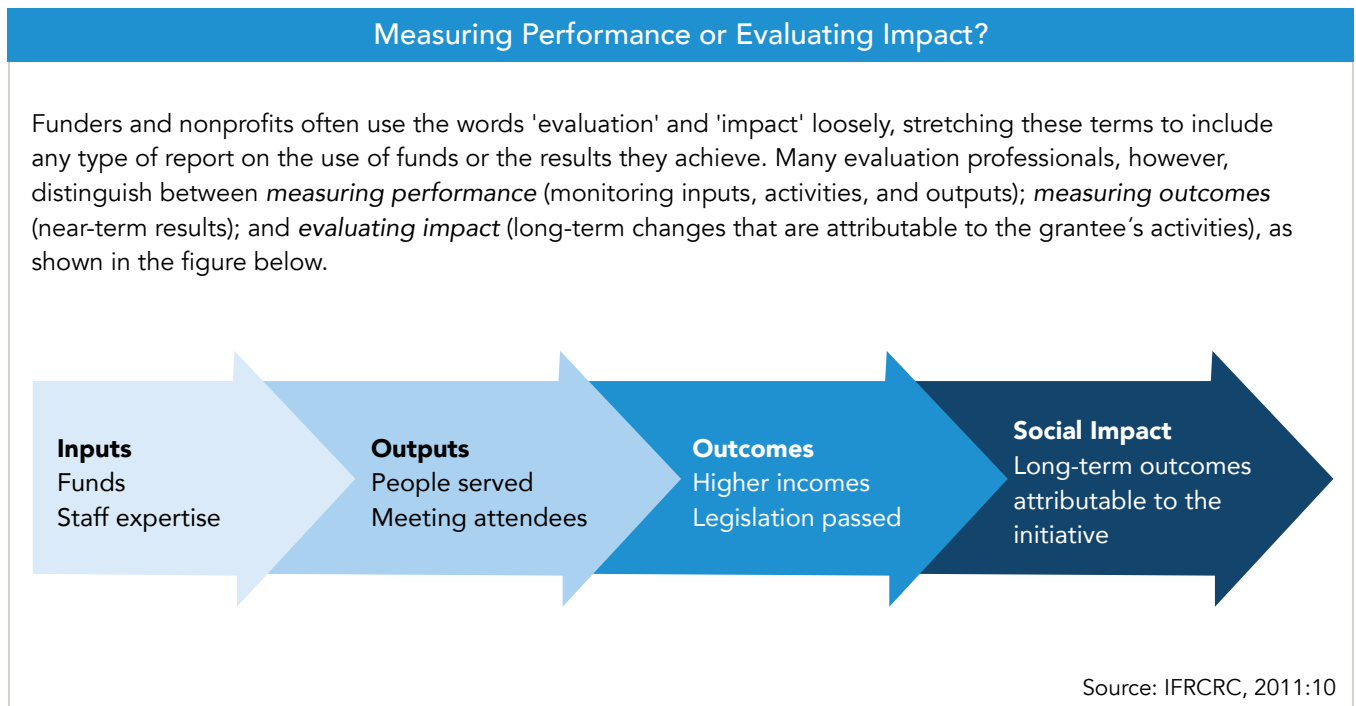 Measuring Performance or Evaluating Impact?
Funders and nonprofits often use the words 'evaluation' and 'impact' loosely, stretching these terms to include
any type of report on the use of funds or the results they achieve. Many evaluation professionals, however,
distinguish between measuring performance (monitoring inputs, activities, and outputs); measuring outcomes
(near-term results); and evaluating impact (long-term changes that are attributable to the grantee´s activities), as
shown in the figure below.
Inputs
Funds
Staff expertise
Outputs
People served
Meeting attendees
Outcomes
Higher incomes
Legislation passed
Social Impact
Long-term outcomes
attributable to the
initiative
Source: IFRCRC, 2011:10